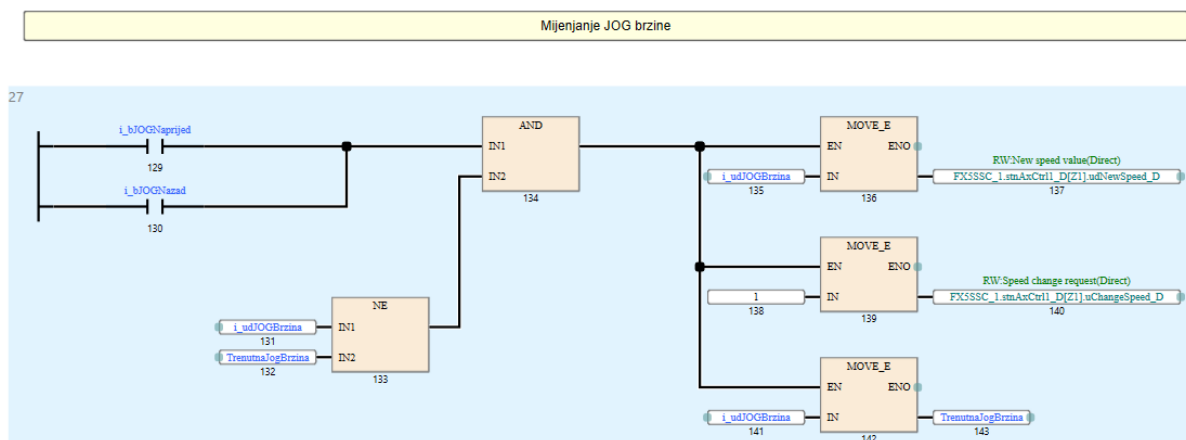 Mijenjanje JOG brzine
27
i_bJOGNaprijed
129
i_bJOGNazad
130
AND
IN1
IN2
134
NE
i_udJOGBrzina IN1
131
TrenutnaJogBrzina IN2
132
133
MOVE_E
EN ENO
i_udJOGBrzina IN
135
136
RW:New speed value(Direct)
FX5SSC_1.stnAxCtrl1_D[Z1].udNewSpeed_D
137
MOVE_E
EN ENO
1 IN
138
139
RW:Speed change request(Direct)
FX5SSC_1.stnAxCtrl1_D[Z1].uChangeSpeed_D
140
MOVE_E
EN ENO
i_udJOGBrzina IN
141
142
TrenutnaJogBrzina
143